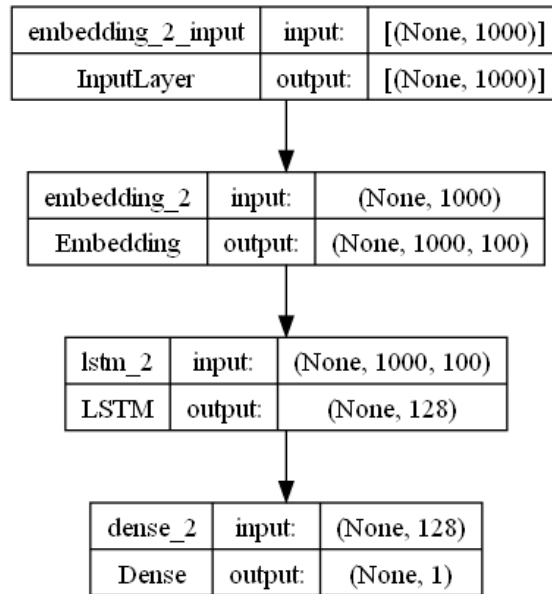 embedding_2_input input: [(None, 1000)]
InputLayer output: [(None, 1000)]
embedding_2 input: (None, 1000)
Embedding output: (None, 1000, 100)
lstm_2 input: (None, 1000, 100)
LSTM output: (None, 128)
dense_2 input: (None, 128)
Dense output: (None, 1)